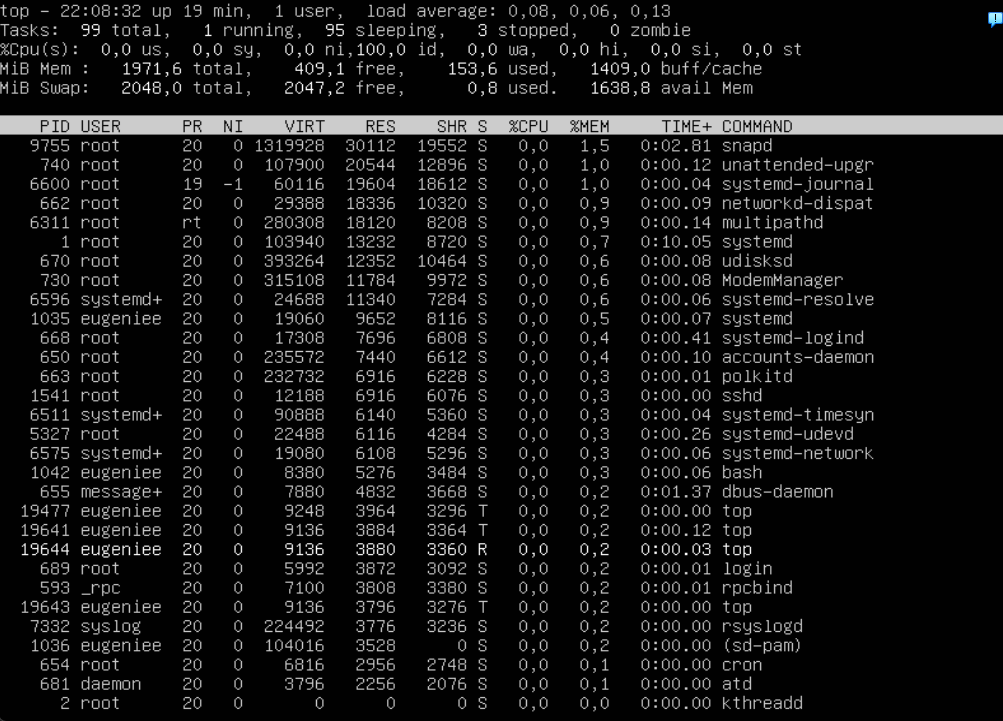 top - 22:08:32 up 19 min,  1 user,  load average: 0,08, 0,06, 0,13
Tasks:  99 total,   1 running,  95 sleeping,   3 stopped,   0 zombie
%Cpu(s):  0,0 us,  0,0 sy,  0,0 ni,100,0 id,  0,0 wa,  0,0 hi,  0,0 si,  0,0 st
MiB Mem :   1971,6 total,    409,1 free,    153,6 used,   1409,0 buff/cache
MiB Swap:   2048,0 total,   2047,2 free,      0,8 used.   1638,8 avail Mem
PID USER      PR  NI    VIRT    RES    SHR S  %CPU  %MEM     TIME+ COMMAND
9755 root      20   0 1319928  30112  19552 S   0,0   1,5   0:02.81 snapd
740 root      20   0  107900  20544  12896 S   0,0   1,0   0:00.12 unattended-upgr
6600 root      19  -1   60116  19604  18612 S   0,0   1,0   0:00.04 systemd-journal
662 root      20   0   29388  18336  10320 S   0,0   0,9   0:00.09 networkd-dispat
6311 root      rt   0  280308  18120   8208 S   0,0   0,9   0:00.14 multipathd
1 root      20   0  103940  13232   8720 S   0,0   0,7   0:10.05 systemd
670 root      20   0  393264  12352  10464 S   0,0   0,6   0:00.08 udisksd
730 root      20   0  315108  11784   9972 S   0,0   0,6   0:00.08 ModemManager
6596 systemd+  20   0   24688  11340   7284 S   0,0   0,6   0:00.06 systemd-resolve
1035 eugeniee  20   0   19060   9652   8116 S   0,0   0,5   0:00.07 systemd
668 root      20   0   17308   7696   6808 S   0,0   0,4   0:00.41 systemd-logind
650 root      20   0  235572   7440   6612 S   0,0   0,4   0:00.10 accounts-daemon
663 root      20   0  232732   6916   6228 S   0,0   0,3   0:00.01 polkitd
1541 root      20   0   12188   6916   6076 S   0,0   0,3   0:00.00 sshd
6511 systemd+  20   0   90888   6140   5360 S   0,0   0,3   0:00.04 systemd-timesyn
5327 root      20   0   22488   6116   4284 S   0,0   0,3   0:00.26 systemd-udevd
6575 systemd+  20   0   19080   6108   5296 S   0,0   0,3   0:00.06 systemd-network
1042 eugeniee  20   0    8380   5276   3484 S   0,0   0,3   0:00.06 bash
655 message+  20   0    7880   4832   3668 S   0,0   0,2   0:01.37 dbus-daemon
19477 eugeniee  20   0    9248   3964   3296 T   0,0   0,2   0:00.00 top
19641 eugeniee  20   0    9136   3884   3364 T   0,0   0,2   0:00.12 top
19644 eugeniee  20   0    9136   3880   3360 R   0,0   0,2   0:00.03 top
689 root      20   0    5992   3872   3092 S   0,0   0,2   0:00.01 login
593 _rpc      20   0    7100   3808   3380 S   0,0   0,2   0:00.01 rpcbind
19643 eugeniee  20   0    9136   3796   3276 T   0,0   0,2   0:00.00 top
7332 syslog    20   0  224492   3776   3236 S   0,0   0,2   0:00.00 rsyslogd
1036 eugeniee  20   0  104016   3528      0 S   0,0   0,2   0:00.00 (sd-pam)
654 root      20   0    6816   2956   2748 S   0,0   0,1   0:00.00 cron
681 daemon    20   0    3796   2256   2076 S   0,0   0,1   0:00.00 atd
2 root      20   0       0      0      0 S   0,0   0,0   0:00.00 kthreadd